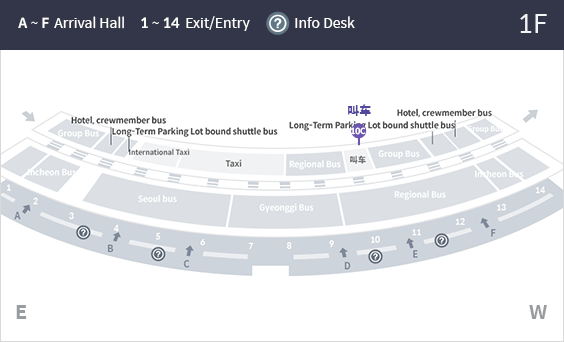 A ~ F Arrival Hall 1 ~ 14 Exit/Entry ? Info Desk 1F
叫车
Hotel, crewmember bus
Hotel, crewmember bus
Long-Term Parking Lot bound shuttle bus
Long-Term Parking Lot bound shuttle bus
10C
Group Bus
Group Bus
International Taxi
Taxi
Regional Bus
叫车
Group Bus
Incheon Bus
Incheon Bus
Seoul bus
Gyeonggi Bus
Regional Bus
1
2
3
4
5
6
7
8
9
10
11
12
13
14
A
B
C
D
E
F
?
?
?
?
E
W